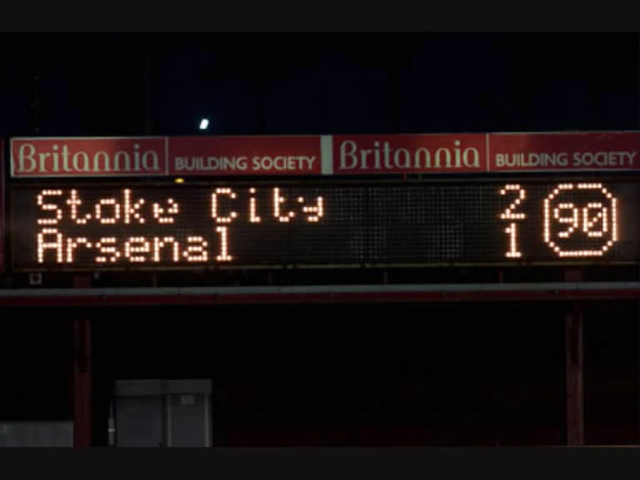 Britannia BUILDING SOCIETY Britannia BUILDING SOCIETY
Stoke City 2 90
Arsenal 1